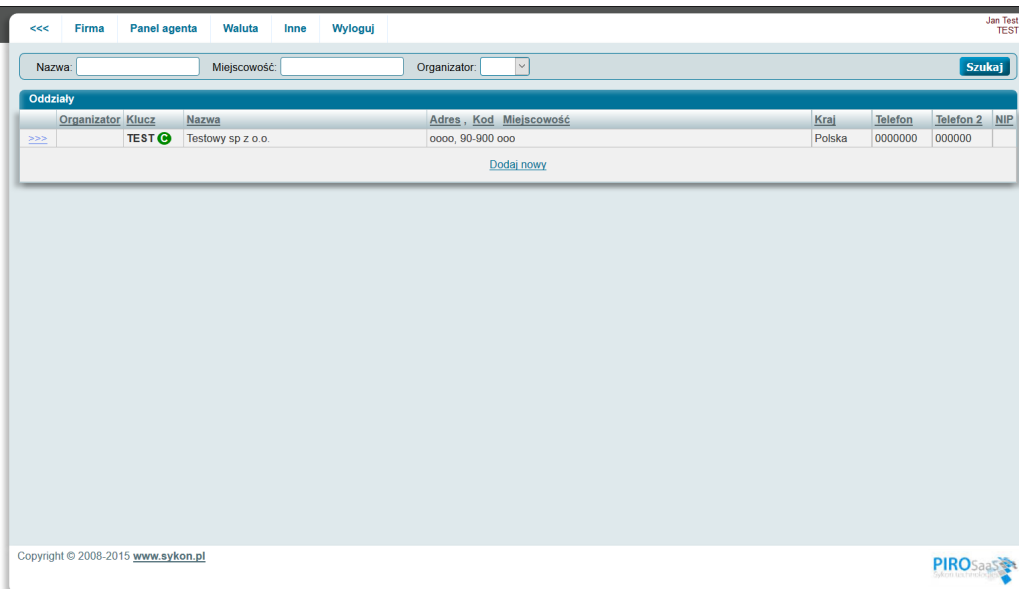 <<< Firma Panel agenta Waluta Inne Wyloguj Jan Test
TEST
Nazwa: Miejscowość: Organizator: Szukaj
Oddziały
Organizator Klucz Nazwa Adres , Kod Miejscowość Kraj Telefon Telefon 2 NIP
>>> TEST C Testowy sp z o.o. oooo, 90-900 ooo Polska 0000000 000000
Dodaj nowy
Copyright © 2008-2015 www.sykon.pl
PIROSaaS
Sykon technology